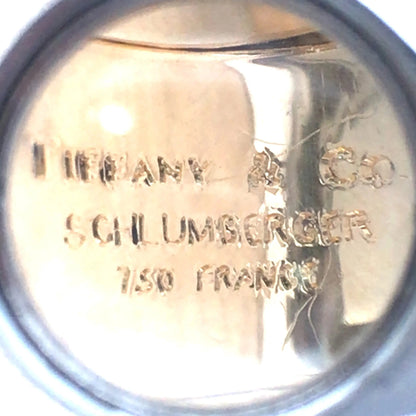 TIFFANY & Co
SCHLUMBERGER
750 FRANCE